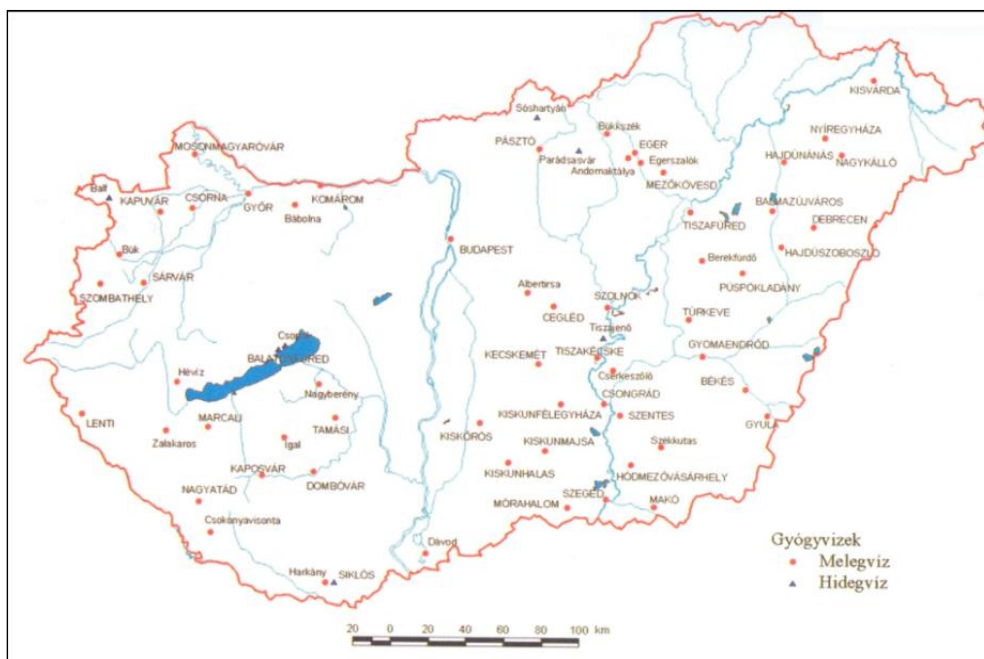 KISVÁRDA
Sóshartyán
NYÍREGYHÁZA
Bükkszék
PÁSZTÓ
EGER
MOSONMAGYARÓVÁR
Parádsasvár
Egerszalók
HAJDÚNÁNÁS
NAGYKÁLLÓ
Andornaktálya
MEZŐKÖVESD
Balf
KAPUVÁR
CSORNA
GYŐR
KOMÁROM
Bábolna
BALMAZÚJVÁROS
TISZAFÜRED
DEBRECEN
BUDAPEST
Bük
HAJDÚSZOBOSZLÓ
Berekfürdő
SÁRVÁR
PÜSPÖKLADÁNY
SZOMBATHELY
Albertirsa
SZOLNOK
CEGLÉD
TÜRKEVE
Tiszajenő
Csopak
BALATONFÜRED
KECSKEMÉT
TISZAKÉCSKE
GYOMAENDRŐD
Cserkeszőlő
Hévíz
Nagyberény
BÉKÉS
CSONGRÁD
KISKUNFÉLEGYHÁZA
SZENTES
LENTI
MARCALI
TAMÁSI
GYULA
Zalakaros
Igal
KISKŐRÖS
KISKUNMAJSA
Székkutas
KAPOSVÁR
KISKUNHALAS
HÓDMEZŐVÁSÁRHELY
DOMBÓVÁR
NAGYATÁD
SZEGED
MAKÓ
MÓRAHALOM
Csokonyavisonta
Dávod
Harkány
SIKLÓS
Gyógyvizek
Melegvíz
Hidegvíz
20 0 20 40 60 80 100 km